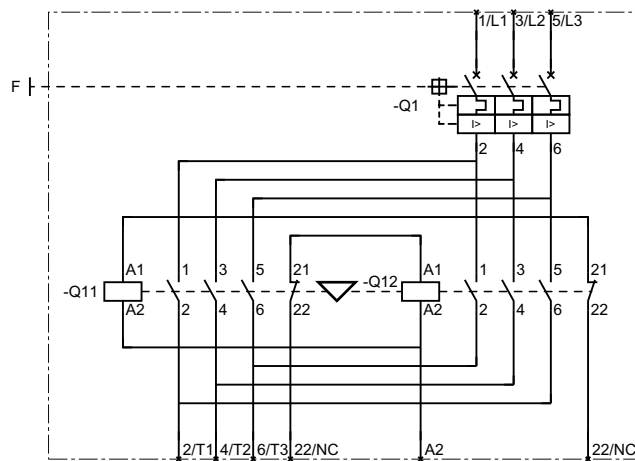 1/L1 3/L2 5/L3
F
-Q1
I> I> I>
2 4 6
A1 1 3 5 21 A1 1 3 5 21
-Q11 -Q12
A2 2 4 6 22 A2 2 4 6 22
2/T1 4/T2 6/T3 22/NC A2 22/NC